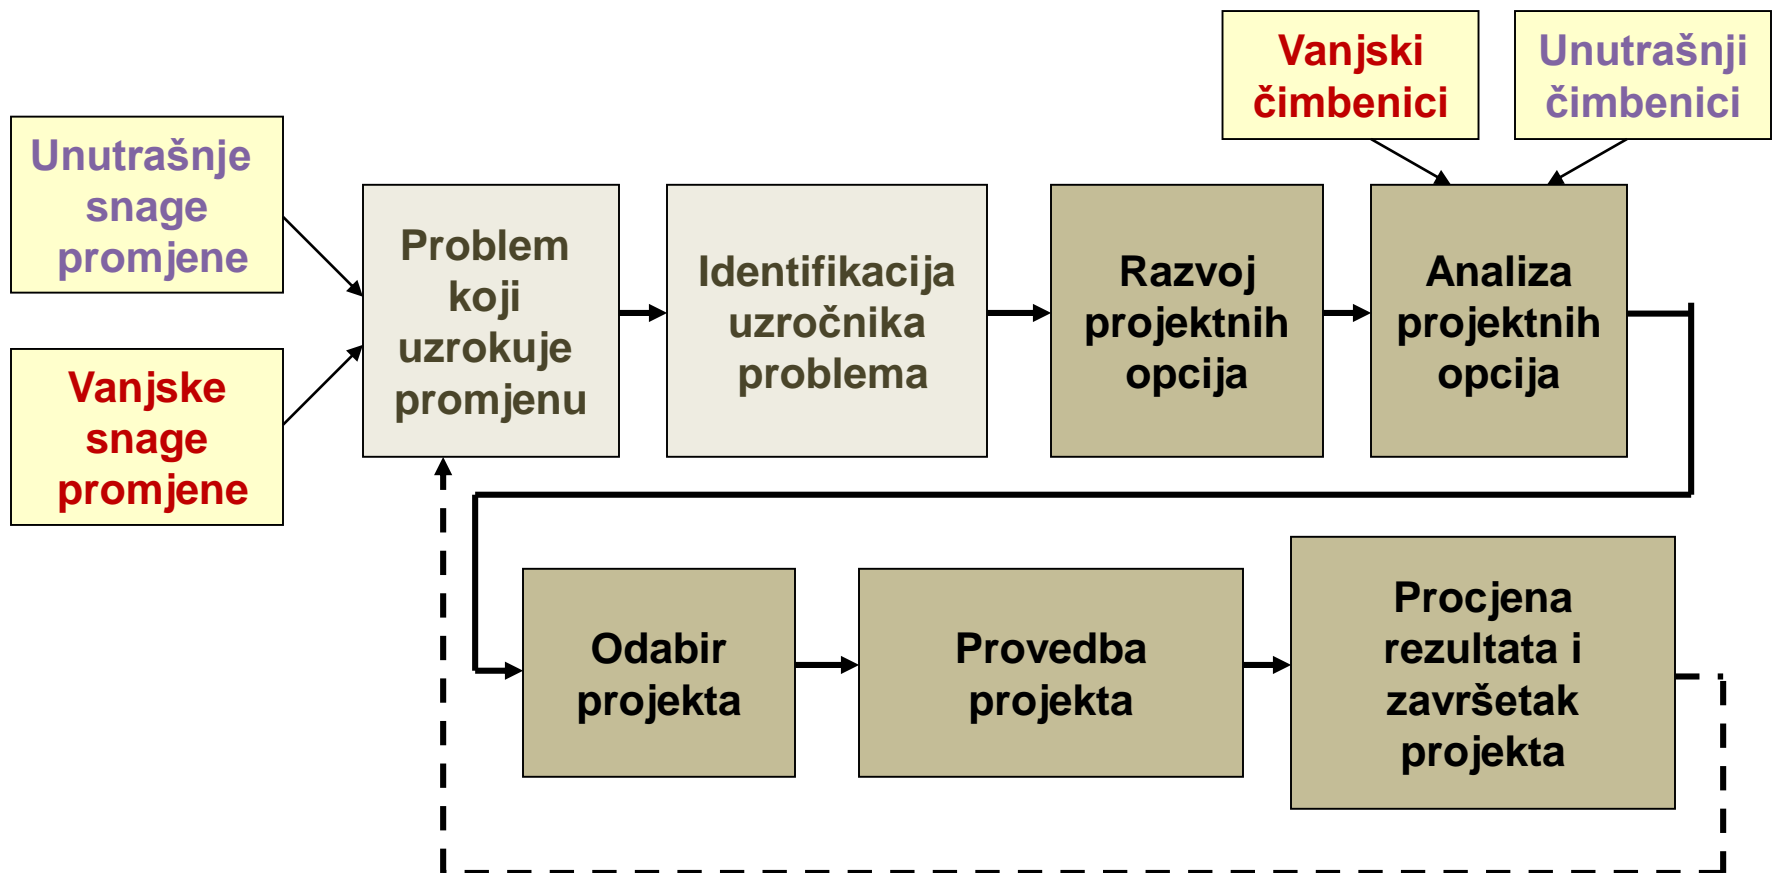 Vanjski
čimbenici
Unutrašnji
čimbenici
Unutrašnje
snage
promjene
Vanjske
snage
promjene
Problem
koji
uzrokuje
promjenu
Identifikacija
uzročnika
problema
Razvoj
projektnih
opcija
Analiza
projektnih
opcija
Odabir
projekta
Provedba
projekta
Procjena
rezultata i
završetak
projekta